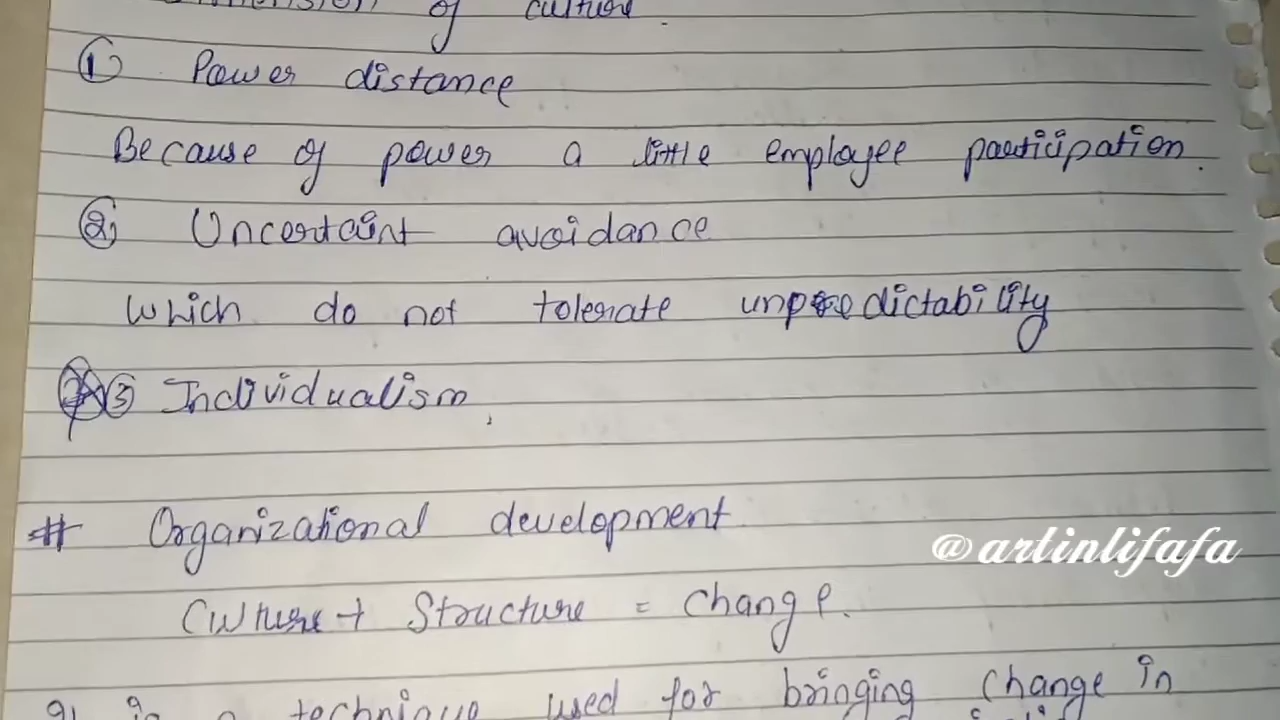 of culture.
① Power distance
Because of power a little employee participation.
② Uncertaint avoidance
Which do not tolerate unpredictability
③ Individualism
# Organizational development
Culture + Structure = Change.
is a technique used for bringing change in
@artinlifafa